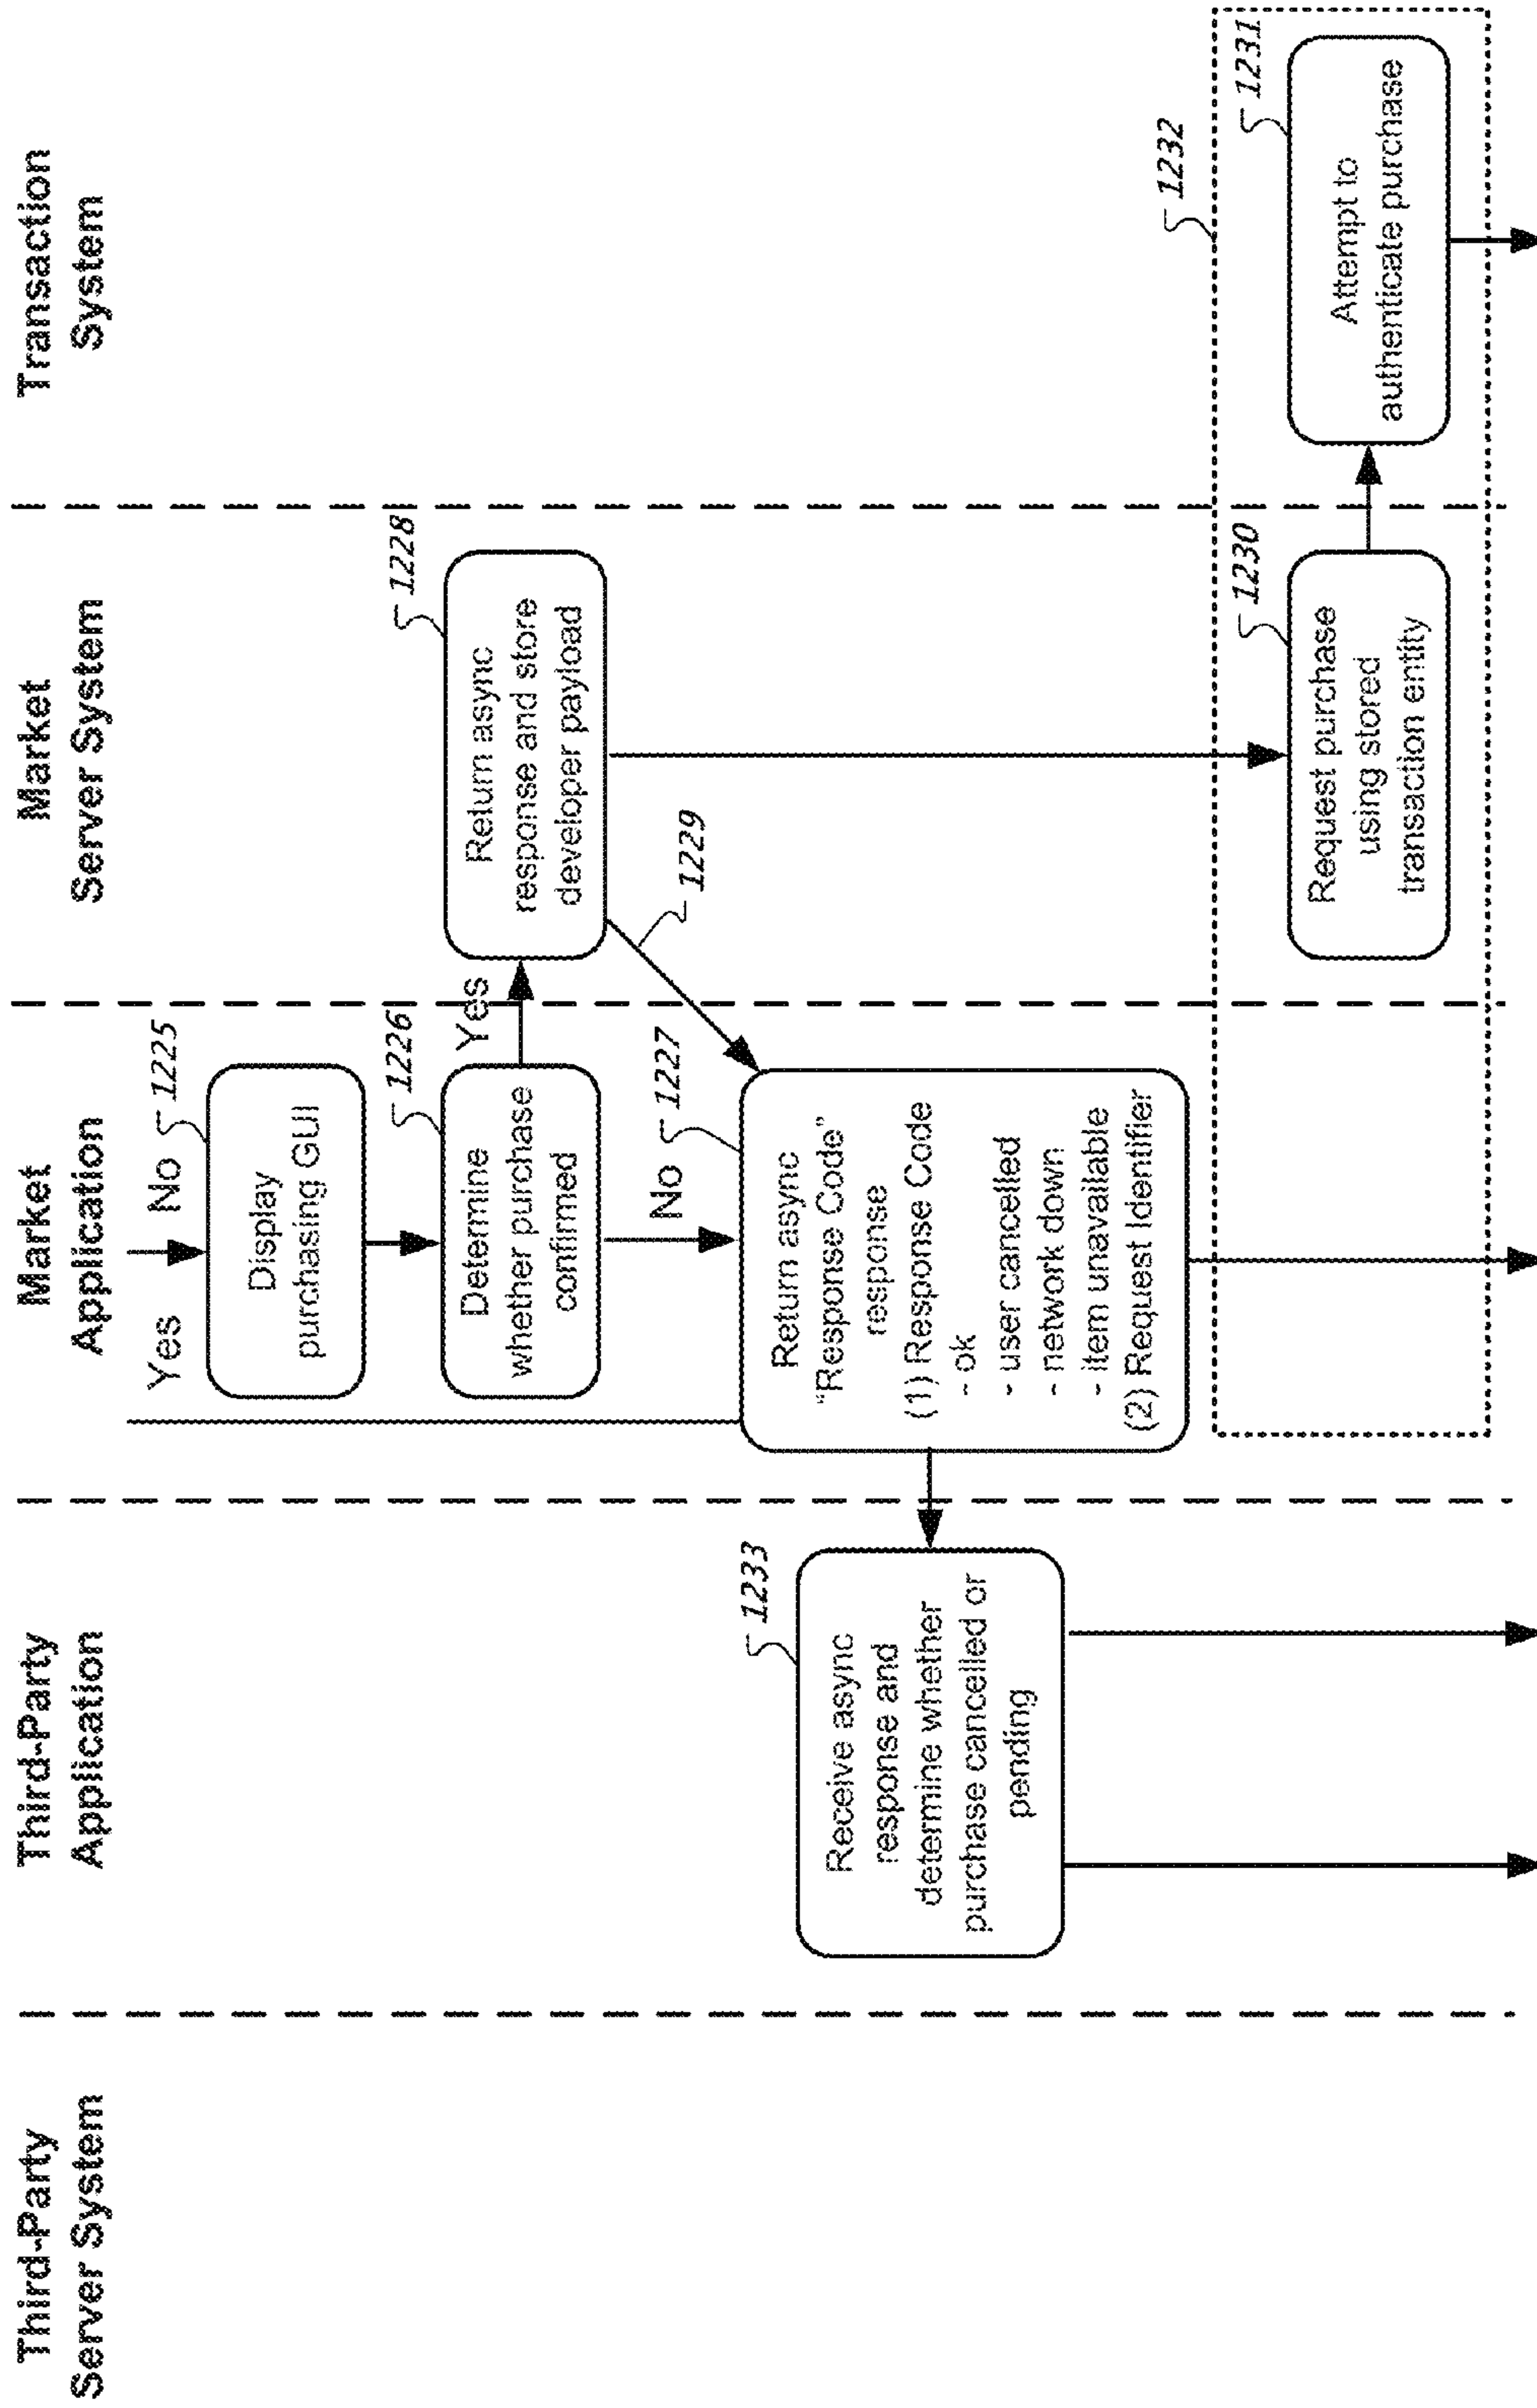 Third-Party
Server System
Third-Party
Application
Market
Application
Market
Server System
Transaction
System
Yes
No
1225
Display
purchasing GUI
1226
Determine
whether purchase
confirmed
Yes
1228
Return async
response and store
developer payload
No
1227
1229
Return async
"Response Code"
response
(1) Response Code
- ok
- user cancelled
- network down
- item unavailable
(2) Request Identifier
1233
Receive async
response and
determine whether
purchase cancelled or
pending
1232
1230
Request purchase
using stored
transaction entity
1231
Attempt to
authenticate purchase